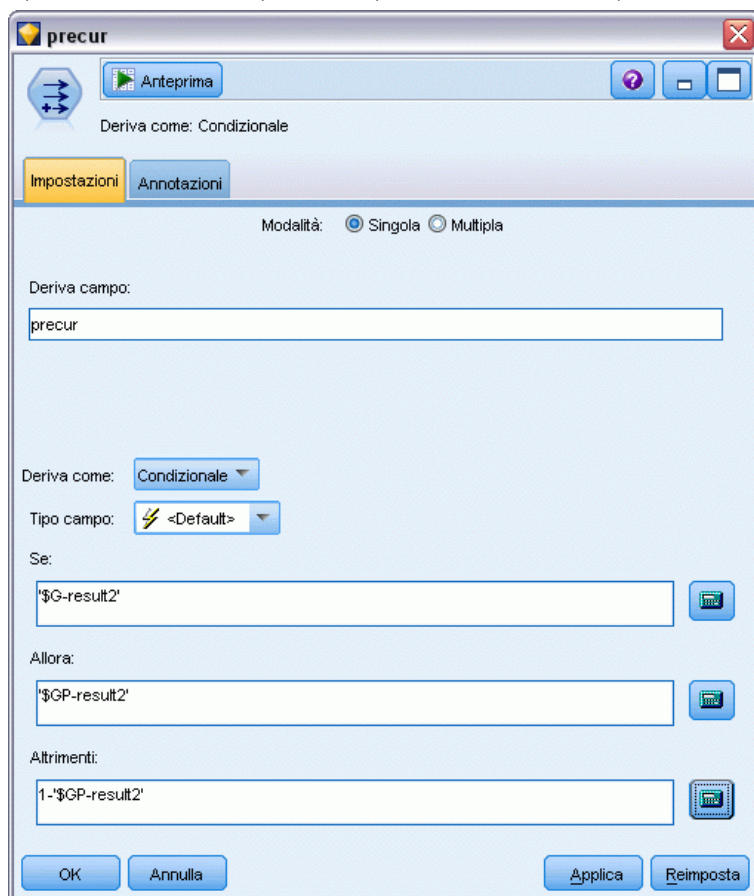 precur
Anteprima
Deriva come: Condizionale
Impostazioni Annotazioni
Modalità: Singola Multipla
Deriva campo:
precur
Deriva come: Condizionale
Tipo campo: <Default>
Se:
'$G-result2'
Allora:
'$GP-result2'
Altrimenti:
1-'$GP-result2'
OK Annulla Applica Reimposta